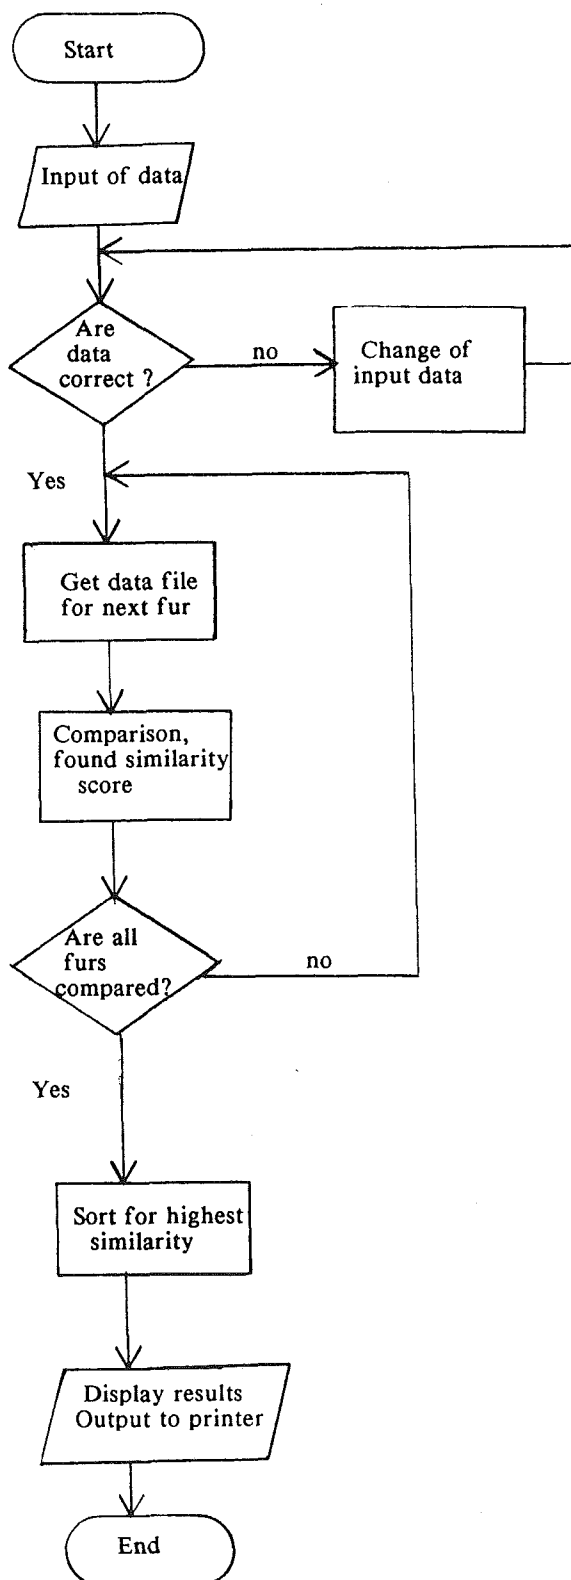 Start
Input of data
Are
data
correct ?
no
Change of
input data
Yes
Get data file
for next fur
Comparison,
found similarity
score
Are all
furs
compared?
no
Yes
Sort for highest
similarity
Display results
Output to printer
End